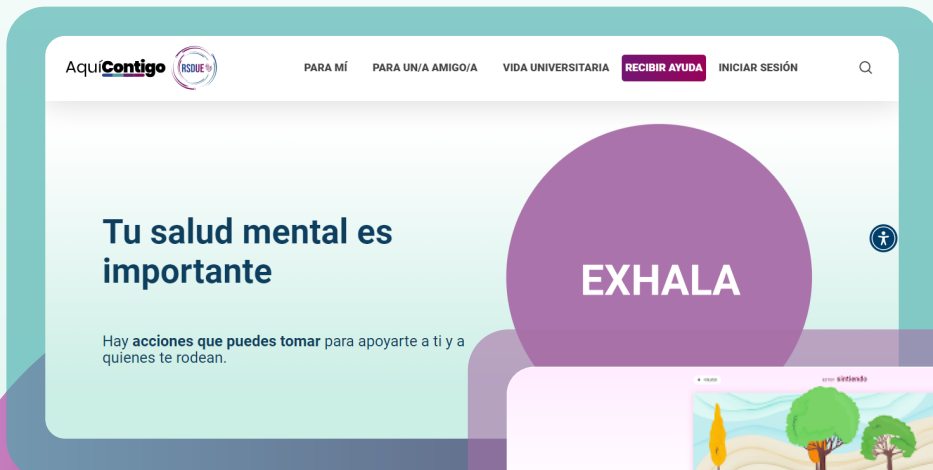 AquíContigo
RSDUE
PARA MÍ PARA UN/A AMIGO/A VIDA UNIVERSITARIA RECIBIR AYUDA INICIAR SESIÓN
Tu salud mental es
importante
EXHALA
Hay acciones que puedes tomar para apoyarte a ti y a
quienes te rodean.
sintiendo